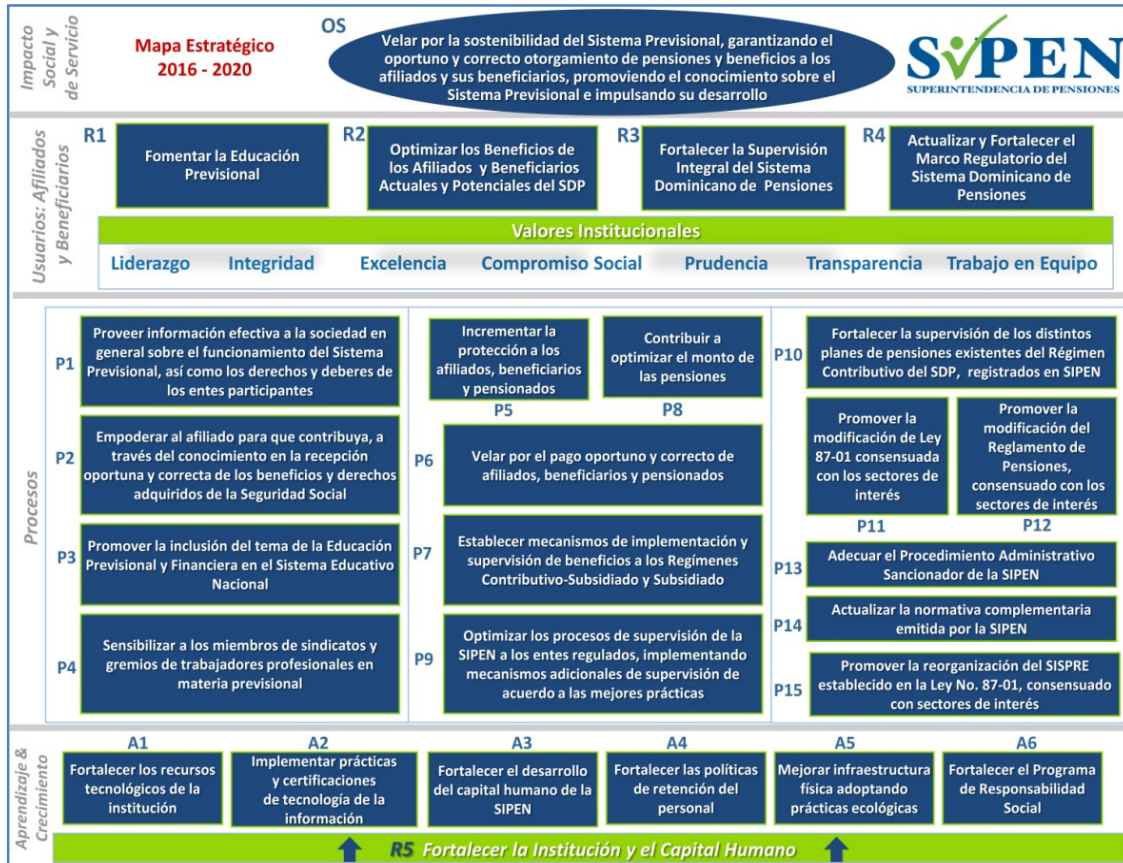 Impacto
Social y
de Servicio
Mapa Estratégico
2016 - 2020
OS
Velar por la sostenibilidad del Sistema Previsional, garantizando el
oportuno y correcto otorgamiento de pensiones y beneficios a los
afiliados y sus beneficiarios, promoviendo el conocimiento sobre el
Sistema Previsional e impulsando su desarrollo
SIPEN
SUPERINTENDENCIA DE PENSIONES
Usuarios: Afiliados
y Beneficiarios
R1
Fomentar la Educación
Previsional
R2
Optimizar los Beneficios de
los Afiliados y Beneficiarios
Actuales y Potenciales del SDP
R3
Fortalecer la Supervisión
Integral del Sistema
Dominicano de Pensiones
R4
Actualizar y Fortalecer el
Marco Regulatorio del
Sistema Dominicano de
Pensiones
Valores Institucionales
Liderazgo Integridad Excelencia Compromiso Social Prudencia Transparencia Trabajo en Equipo
Procesos
P1
Proveer información efectiva a la sociedad en
general sobre el funcionamiento del Sistema
Previsional, así como los derechos y deberes de
los entes participantes
P2
Empoderar al afiliado para que contribuya, a
través del conocimiento en la recepción
oportuna y correcta de los beneficios y derechos
adquiridos de la Seguridad Social
P3
Promover la inclusión del tema de la Educación
Previsional y Financiera en el Sistema Educativo
Nacional
P4
Sensibilizar a los miembros de sindicatos y
gremios de trabajadores profesionales en
materia previsional
Incrementar la
protección a los
afiliados, beneficiarios
y pensionados
P5
Contribuir a
optimizar el monto de
las pensiones
P8
P6
Velar por el pago oportuno y correcto de
afiliados, beneficiarios y pensionados
P7
Establecer mecanismos de implementación y
supervisión de beneficios a los Regímenes
Contributivo-Subsidiado y Subsidiado
P9
Optimizar los procesos de supervisión de la
SIPEN a los entes regulados, implementando
mecanismos adicionales de supervisión de
acuerdo a las mejores prácticas
P10
Fortalecer la supervisión de los distintos
planes de pensiones existentes del Régimen
Contributivo del SDP, registrados en SIPEN
Promover la
modificación de Ley
87-01 consensuada
con los sectores de
interés
P11
Promover la
modificación del
Reglamento de
Pensiones,
consensuado con los
sectores de interés
P12
P13
Adecuar el Procedimiento Administrativo
Sancionador de la SIPEN
P14
Actualizar la normativa complementaria
emitida por la SIPEN
P15
Promover la reorganización del SISPRE
establecido en la Ley No. 87-01, consensuado
con sectores de interés
Aprendizaje &
Crecimiento
A1
Fortalecer los recursos
tecnológicos de la
institución
A2
Implementar prácticas
y certificaciones
de tecnología de la
información
A3
Fortalecer el desarrollo
del capital humano de la
SIPEN
A4
Fortalecer las políticas
de retención del
personal
A5
Mejorar infraestructura
física adoptando
prácticas ecológicas
A6
Fortalecer el Programa
de Responsabilidad
Social
R5 Fortalecer la Institución y el Capital Humano